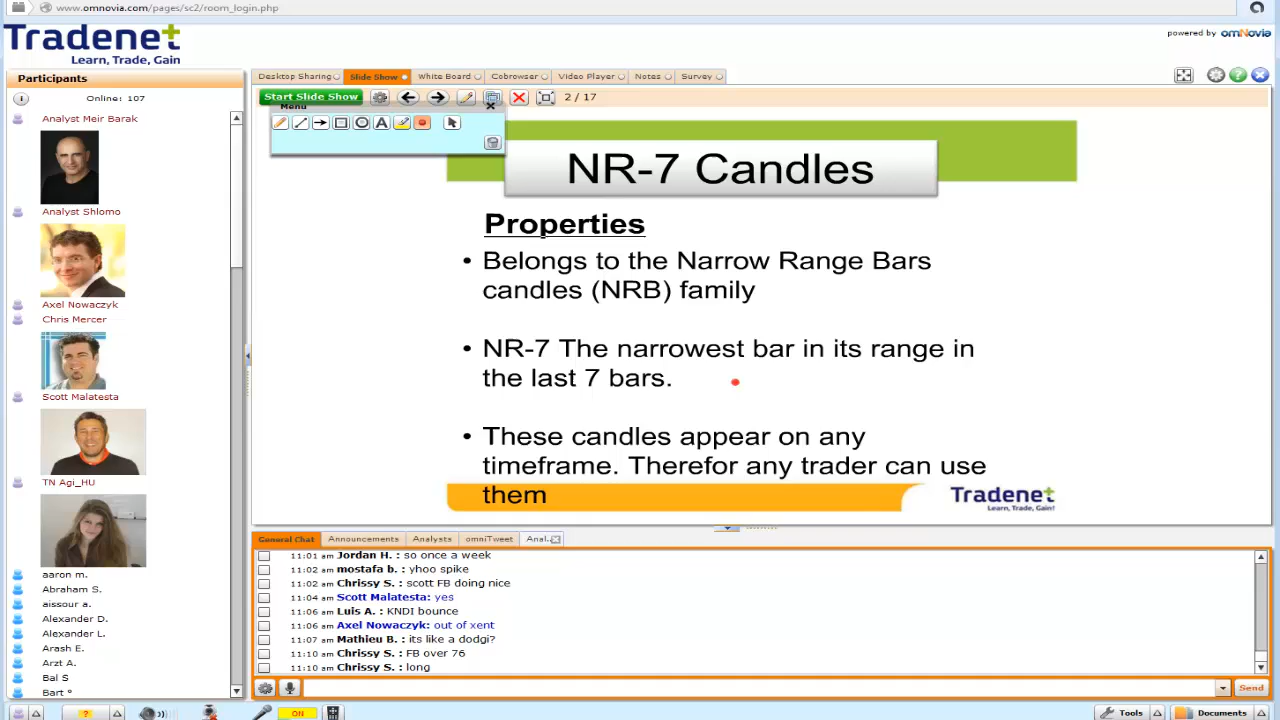 www.omnovia.com/pages/sc2/room_login.php
Tradenet
Learn, Trade, Gain
powered by omNovia
Participants
Online: 107
Analyst Meir Barak
Analyst Shlomo
Axel Nowaczyk
Chris Mercer
Scott Malatesta
TN Agi_HU
aaron m.
Abraham S.
aissour a.
Alexander D.
Alexander L.
Arash E.
Arzt A.
Bal S
Bart °
Desktop Sharing
Slide Show
White Board
Cobrowser
Video Player
Notes
Survey
Start Slide Show
2 / 17
Menu
A
NR-7 Candles
Properties
• Belongs to the Narrow Range Bars
candles (NRB) family
• NR-7 The narrowest bar in its range in
the last 7 bars.
• These candles appear on any
timeframe. Therefor any trader can use
them
Tradenet
Learn, Trade, Gain!
General Chat
Announcements
Analysts
omniTweet
Anal..
11:01 am Jordan H. : so once a week
11:02 am mostafa b. : yhoo spike
11:02 am Chrissy S. : scott FB doing nice
11:04 am Scott Malatesta: yes
11:06 am Luis A. : KNDI bounce
11:06 am Axel Nowaczyk: out of xent
11:07 am Mathieu B. : its like a dodgi?
11:10 am Chrissy S. : FB over 76
11:10 am Chrissy S. : long
Send
ON
Tools
Documents